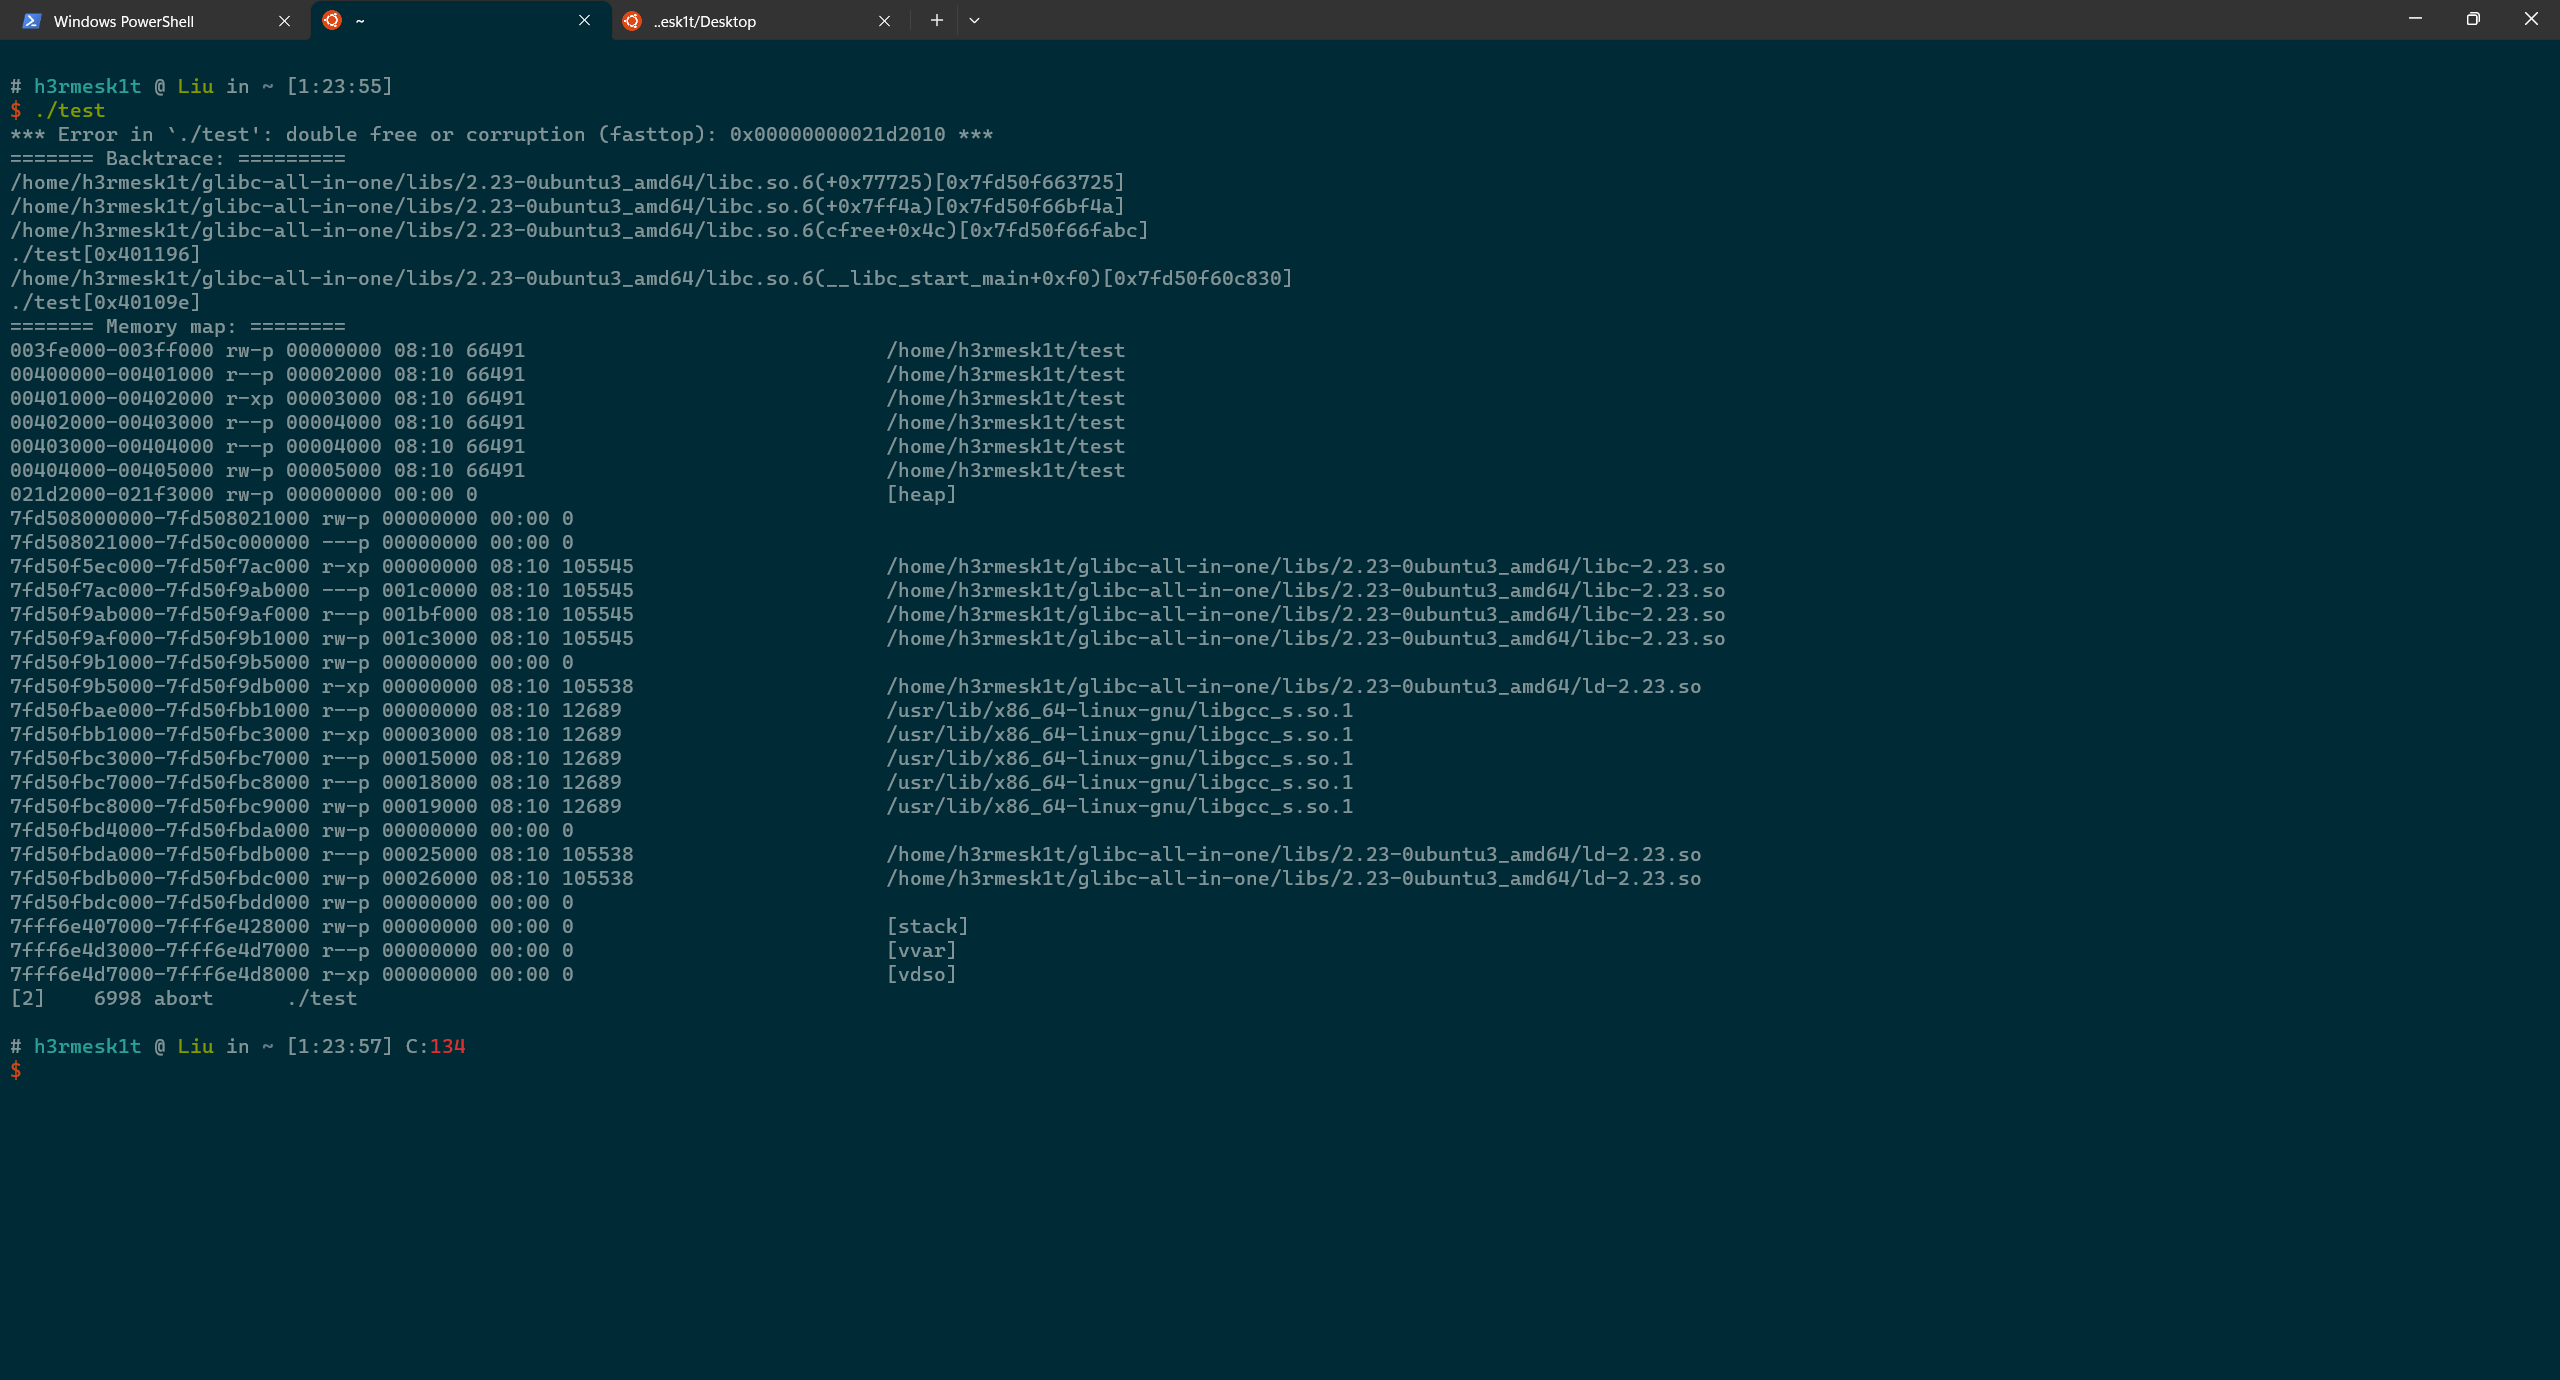 Windows PowerShell
~
..esk1t/Desktop
# h3rmesk1t @ Liu in ~ [1:23:55]
$ ./test
*** Error in `./test': double free or corruption (fasttop): 0x00000000021d2010 ***
======= Backtrace: =========
/home/h3rmesk1t/glibc-all-in-one/libs/2.23-0ubuntu3_amd64/libc.so.6(+0x77725)[0x7fd50f663725]
/home/h3rmesk1t/glibc-all-in-one/libs/2.23-0ubuntu3_amd64/libc.so.6(+0x7ff4a)[0x7fd50f66bf4a]
/home/h3rmesk1t/glibc-all-in-one/libs/2.23-0ubuntu3_amd64/libc.so.6(cfree+0x4c)[0x7fd50f66fabc]
./test[0x401196]
/home/h3rmesk1t/glibc-all-in-one/libs/2.23-0ubuntu3_amd64/libc.so.6(__libc_start_main+0xf0)[0x7fd50f60c830]
./test[0x40109e]
======= Memory map: ========
003fe000-003ff000 rw-p 00000000 08:10 66491 /home/h3rmesk1t/test
00400000-00401000 r--p 00002000 08:10 66491 /home/h3rmesk1t/test
00401000-00402000 r-xp 00003000 08:10 66491 /home/h3rmesk1t/test
00402000-00403000 r--p 00004000 08:10 66491 /home/h3rmesk1t/test
00403000-00404000 r--p 00004000 08:10 66491 /home/h3rmesk1t/test
00404000-00405000 rw-p 00005000 08:10 66491 /home/h3rmesk1t/test
021d2000-021f3000 rw-p 00000000 00:00 0 [heap]
7fd508000000-7fd508021000 rw-p 00000000 00:00 0
7fd508021000-7fd50c000000 ---p 00000000 00:00 0
7fd50f5ec000-7fd50f7ac000 r-xp 00000000 08:10 105545 /home/h3rmesk1t/glibc-all-in-one/libs/2.23-0ubuntu3_amd64/libc-2.23.so
7fd50f7ac000-7fd50f9ab000 ---p 001c0000 08:10 105545 /home/h3rmesk1t/glibc-all-in-one/libs/2.23-0ubuntu3_amd64/libc-2.23.so
7fd50f9ab000-7fd50f9af000 r--p 001bf000 08:10 105545 /home/h3rmesk1t/glibc-all-in-one/libs/2.23-0ubuntu3_amd64/libc-2.23.so
7fd50f9af000-7fd50f9b1000 rw-p 001c3000 08:10 105545 /home/h3rmesk1t/glibc-all-in-one/libs/2.23-0ubuntu3_amd64/libc-2.23.so
7fd50f9b1000-7fd50f9b5000 rw-p 00000000 00:00 0
7fd50f9b5000-7fd50f9db000 r-xp 00000000 08:10 105538 /home/h3rmesk1t/glibc-all-in-one/libs/2.23-0ubuntu3_amd64/ld-2.23.so
7fd50fbae000-7fd50fbb1000 r--p 00000000 08:10 12689 /usr/lib/x86_64-linux-gnu/libgcc_s.so.1
7fd50fbb1000-7fd50fbc3000 r-xp 00003000 08:10 12689 /usr/lib/x86_64-linux-gnu/libgcc_s.so.1
7fd50fbc3000-7fd50fbc7000 r--p 00015000 08:10 12689 /usr/lib/x86_64-linux-gnu/libgcc_s.so.1
7fd50fbc7000-7fd50fbc8000 r--p 00018000 08:10 12689 /usr/lib/x86_64-linux-gnu/libgcc_s.so.1
7fd50fbc8000-7fd50fbc9000 rw-p 00019000 08:10 12689 /usr/lib/x86_64-linux-gnu/libgcc_s.so.1
7fd50fbd4000-7fd50fbda000 rw-p 00000000 00:00 0
7fd50fbda000-7fd50fbdb000 r--p 00025000 08:10 105538 /home/h3rmesk1t/glibc-all-in-one/libs/2.23-0ubuntu3_amd64/ld-2.23.so
7fd50fbdb000-7fd50fbdc000 rw-p 00026000 08:10 105538 /home/h3rmesk1t/glibc-all-in-one/libs/2.23-0ubuntu3_amd64/ld-2.23.so
7fd50fbdc000-7fd50fbdd000 rw-p 00000000 00:00 0
7fff6e407000-7fff6e428000 rw-p 00000000 00:00 0 [stack]
7fff6e4d3000-7fff6e4d7000 r--p 00000000 00:00 0 [vvar]
7fff6e4d7000-7fff6e4d8000 r-xp 00000000 00:00 0 [vdso]
[2] 6998 abort ./test
# h3rmesk1t @ Liu in ~ [1:23:57] C:134
$